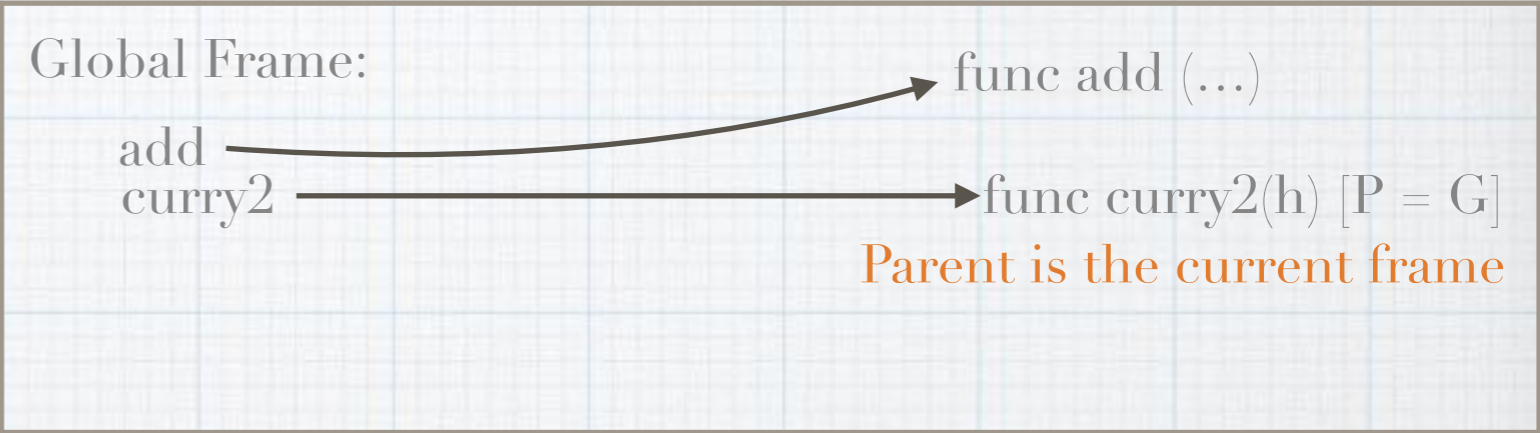 Global Frame:
func add (...)
add
curry2
func curry2(h) [P = G]
Parent is the current frame